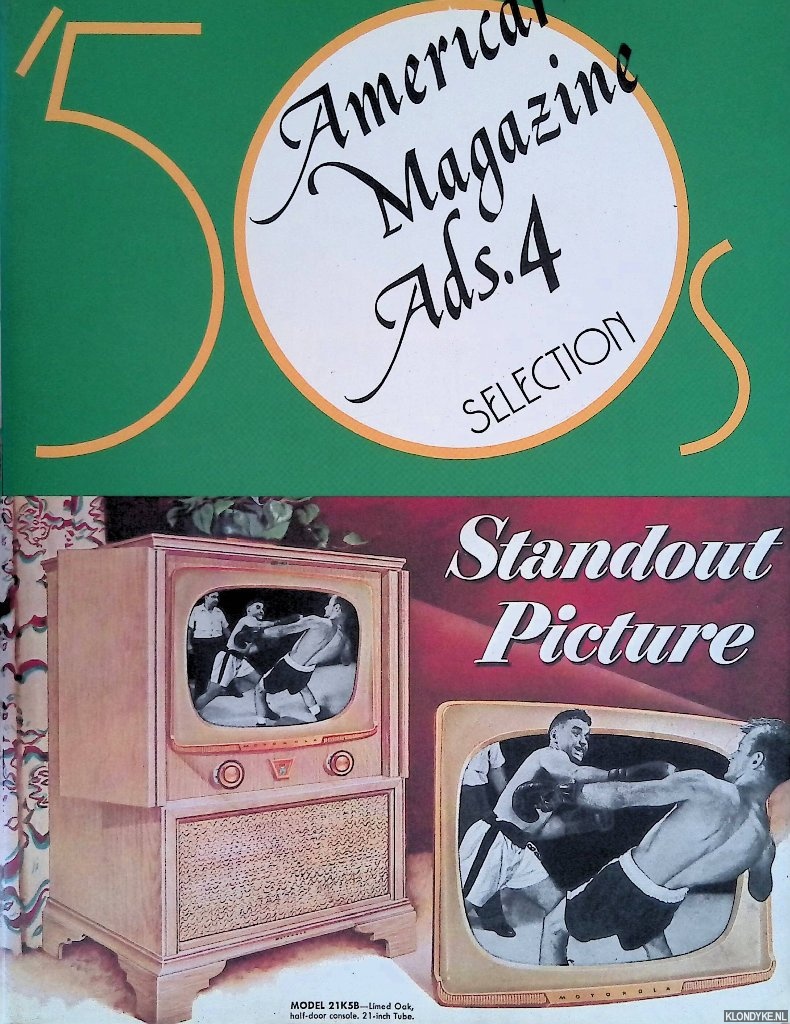 '50s
American
Magazine
Ads.4
SELECTION
Standout
Picture
MOTOROLA
MOTOROLA
MODEL 21K5B—Limed Oak,
half-door console. 21-inch Tube.
KLONDYKE.NL